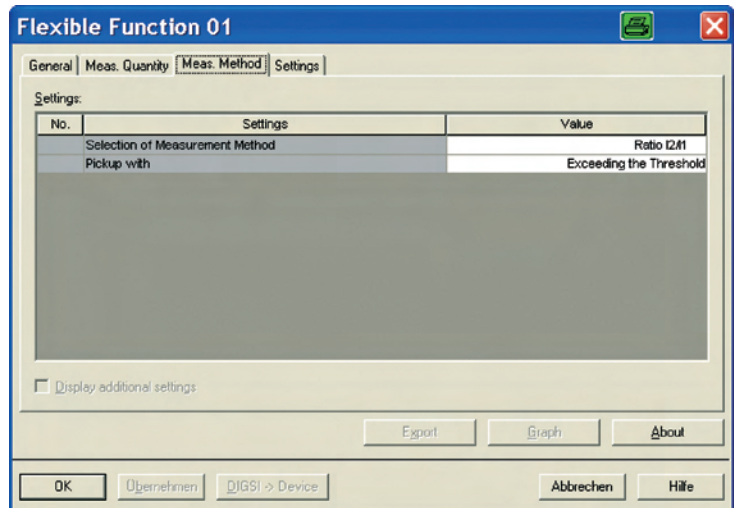 Flexible Function 01
General Meas. Quantity Meas. Method Settings
Settings:
No. Settings Value
Selection of Measurement Method Ratio I2/I1
Pickup with Exceeding the Threshold
Display additional settings
Export Graph About
OK Übernehmen DIGSI -> Device Abbrechen Hilfe